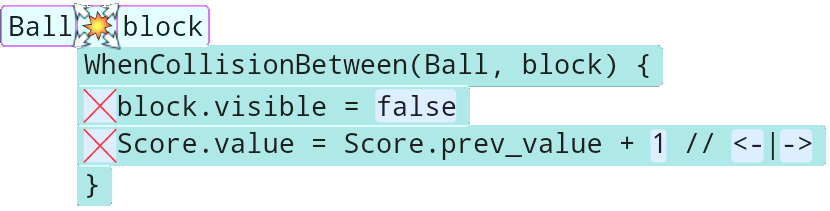 Ball💥block
WhenCollisionBetween(Ball, block) {
block.visible = false
Score.value = Score.prev_value + 1 // <-|->
}